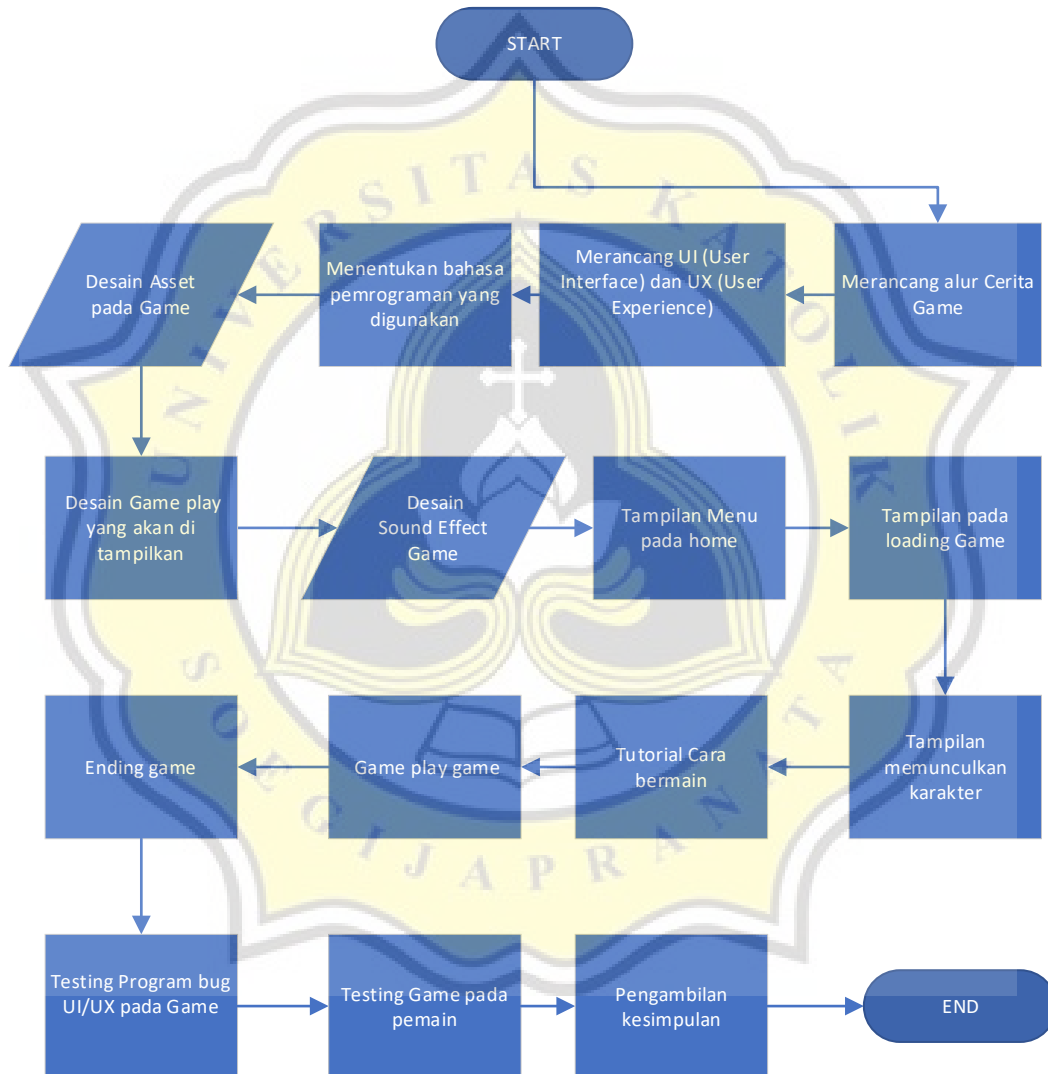 START
UNIVERSITAS KATOLIK
Merancang alur Cerita
Game
Merancang UI (User
Interface) dan UX (User
Experience)
Menentukan bahasa
pemrograman yang
digunakan
Desain Asset
pada Game
Desain Game play
yang akan di
tampilkan
Desain
Sound Effect
Game
Tampilan Menu
pada home
Tampilan pada
loading Game
Tampilan
memunculkan
karakter
Tutorial Cara
bermain
Game play game
Ending game
SOEGIJAPRANATA
Testing Program bug
UI/UX pada Game
Testing Game pada
pemain
Pengambilan
kesimpulan
END